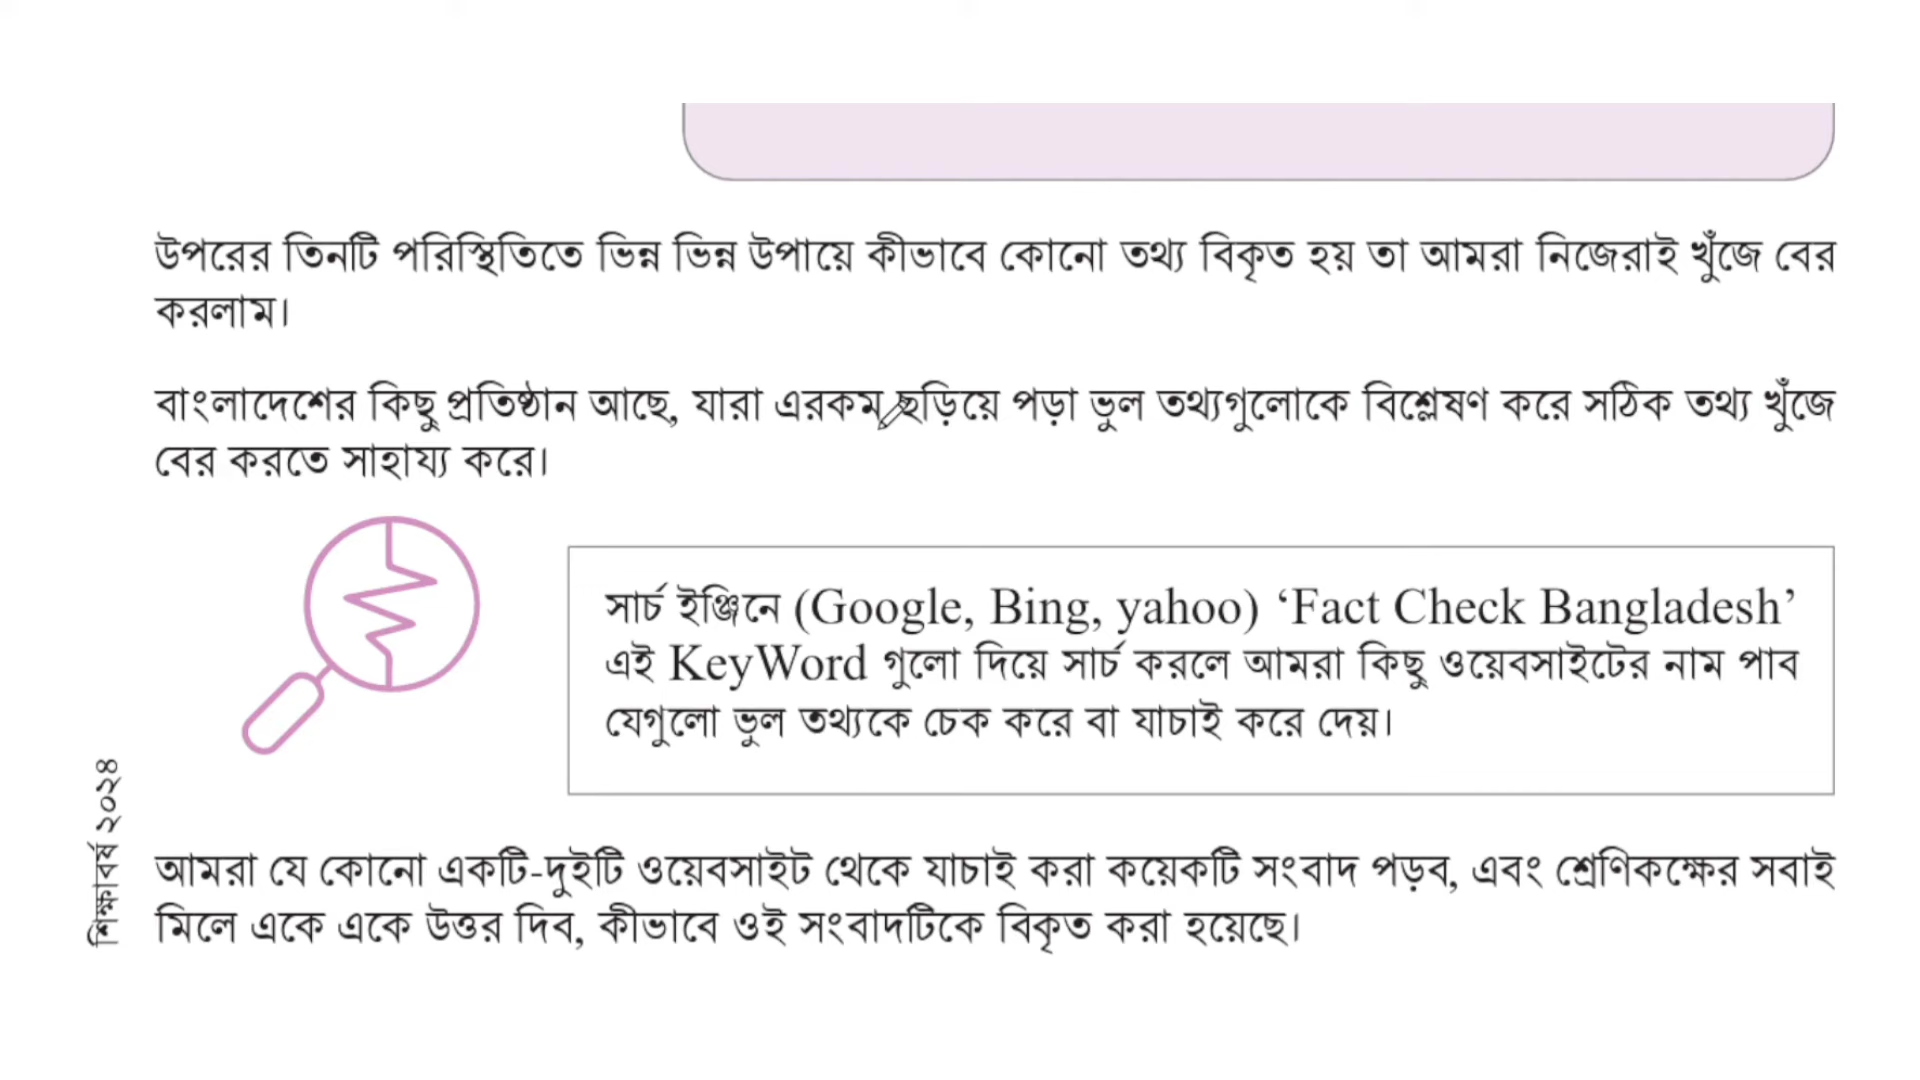 উপরের তিনটি পরিস্থিতিতে ভিন্ন ভিন্ন উপায়ে কীভাবে কোনো তথ্য বিকৃত হয় তা আমরা নিজেরাই খুঁজে বের
করলাম।
বাংলাদেশের কিছু প্রতিষ্ঠান আছে, যারা এরকম ছড়িয়ে পড়া ভুল তথ্যগুলোকে বিশ্লেষণ করে সঠিক তথ্য খুঁজে
বের করতে সাহায্য করে।
সার্চ ইঞ্জিনে (Google, Bing, yahoo) ‘Fact Check Bangladesh’
এই KeyWord গুলো দিয়ে সার্চ করলে আমরা কিছু ওয়েবসাইটের নাম পাব
যেগুলো ভুল তথ্যকে চেক করে বা যাচাই করে দেয়।
আমরা যে কোনো একটি-দুইটি ওয়েবসাইট থেকে যাচাই করা কয়েকটি সংবাদ পড়ব, এবং শ্রেণিকক্ষের সবাই
মিলে একে একে উত্তর দিব, কীভাবে ওই সংবাদটিকে বিকৃত করা হয়েছে।
শিক্ষাবর্ষ ২০২৪